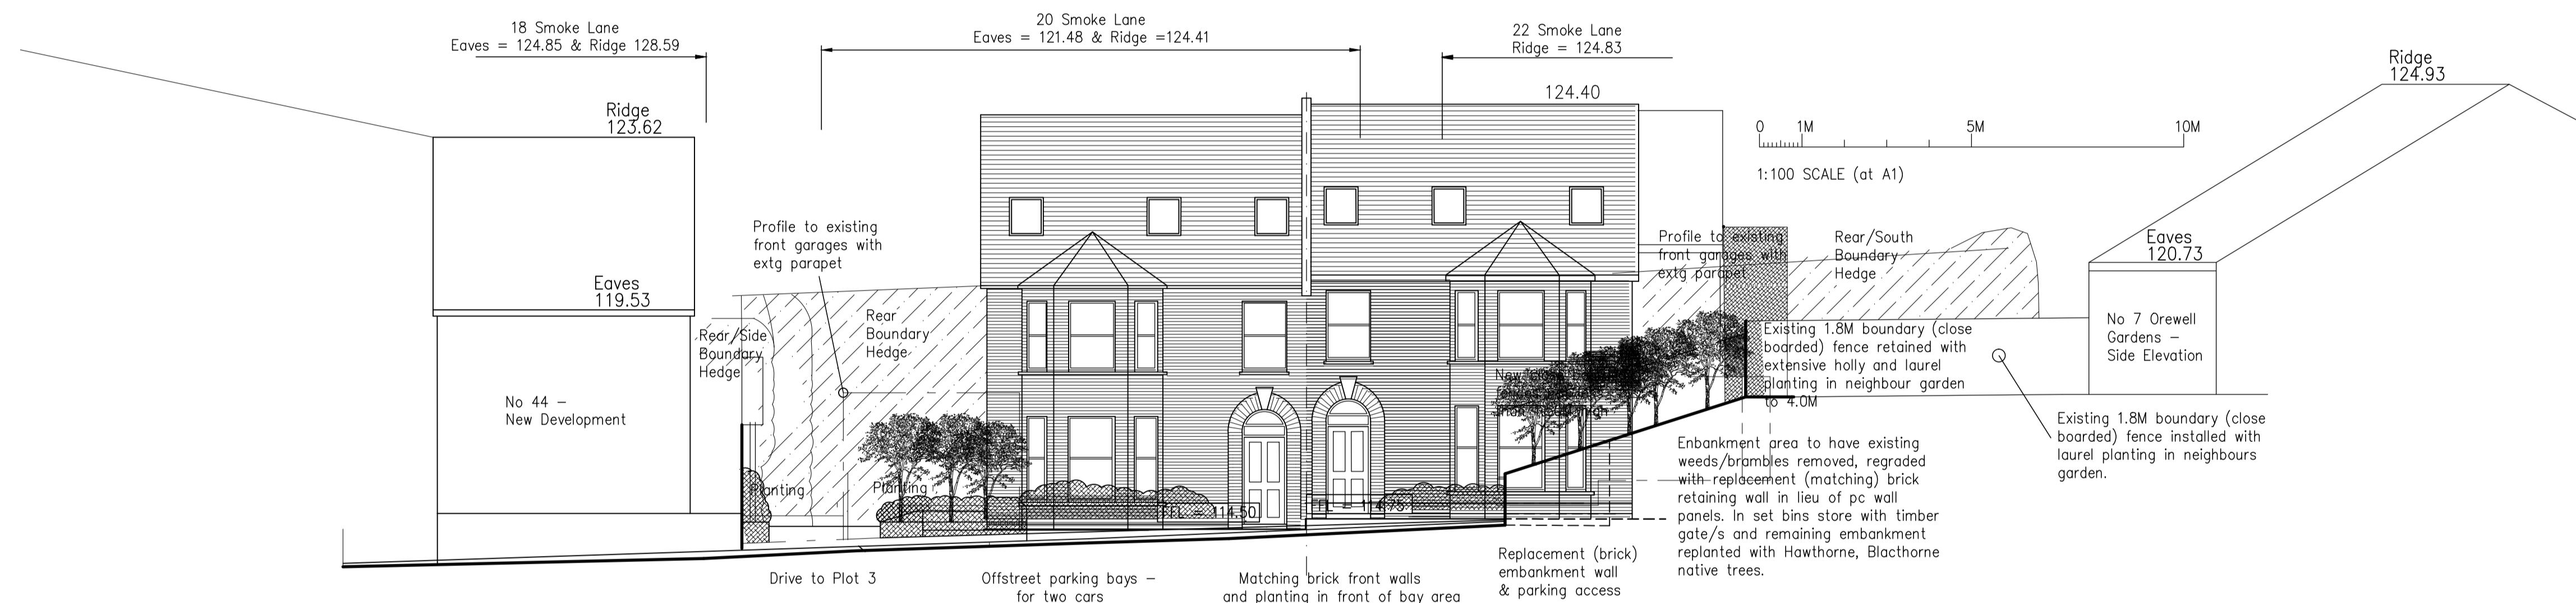 18 Smoke Lane
Eaves = 124.85 & Ridge 128.59
20 Smoke Lane
Eaves = 121.48 & Ridge =124.41
22 Smoke Lane
Ridge = 124.83
Ridge
124.93
Ridge
123.62
124.40
0 1M 5M 10M
1:100 SCALE (at A1)
Profile to existing
front garages with
extg parapet
Profile to existing
front garages with
extg parapet
Rear/South
Boundary
Hedge
Eaves
120.73
Eaves
119.53
Rear/Side
Boundary
Hedge
Rear
Boundary
Hedge
No 44 –
New Development
Existing 1.8M boundary (close
boarded) fence retained with
extensive holly and laurel
planting in neighbour garden
to 4.0M
No 7 Orewell
Gardens –
Side Elevation
Existing 1.8M boundary (close
boarded) fence installed with
laurel planting in neighbours
garden.
New
Planting
Planting
FFL = 114.50
FFL = 114.75
Enbankment area to have existing
weeds/brambles removed, regraded
with replacement (matching) brick
retaining wall in lieu of pc wall
panels. In set bins store with timber
gate/s and remaining embankment
replanted with Hawthorne, Blacthorne
native trees.
Drive to Plot 3
Offstreet parking bays –
for two cars
Matching brick front walls
and planting in front of bay area
Replacement (brick)
embankment wall
& parking access